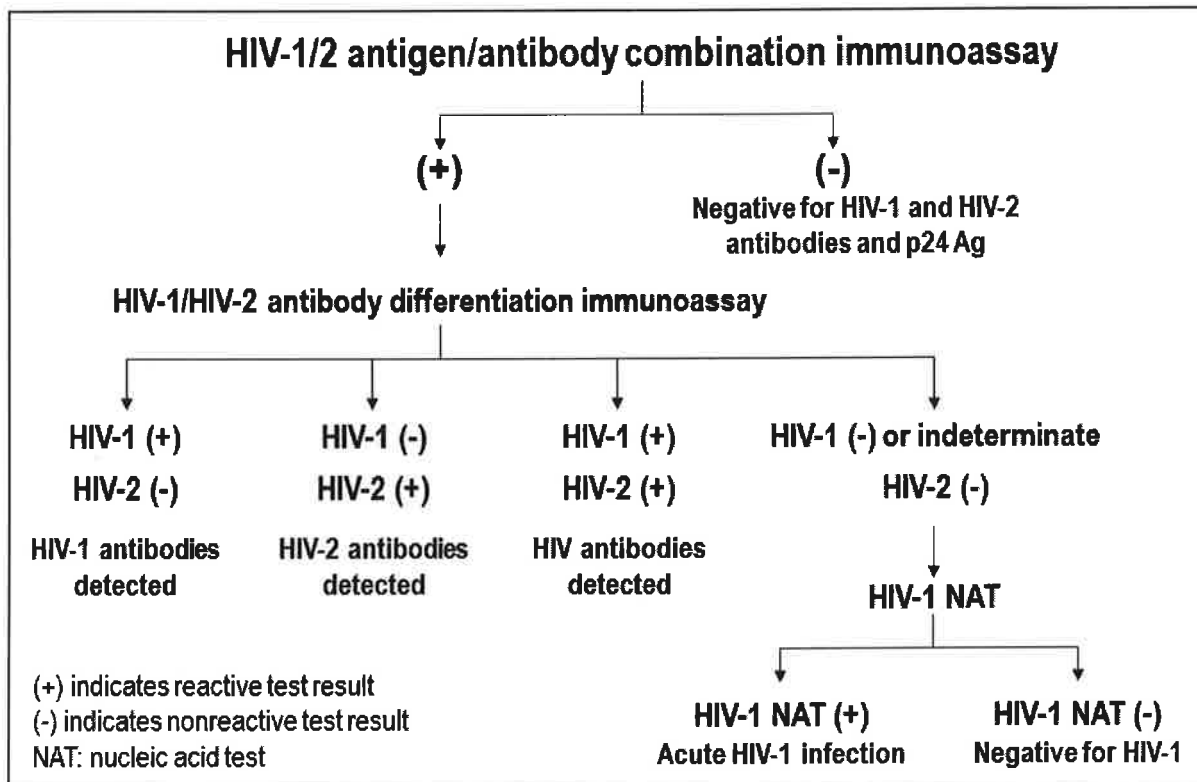 HIV-1/2 antigen/antibody combination immunoassay
(+)
(-)
Negative for HIV-1 and HIV-2
antibodies and p24 Ag
HIV-1/HIV-2 antibody differentiation immunoassay
HIV-1 (+)
HIV-2 (-)
HIV-1 antibodies
detected
HIV-1 (-)
HIV-2 (+)
HIV-2 antibodies
detected
HIV-1 (+)
HIV-2 (+)
HIV antibodies
detected
HIV-1 (-) or indeterminate
HIV-2 (-)
HIV-1 NAT
HIV-1 NAT (+)
Acute HIV-1 infection
HIV-1 NAT (-)
Negative for HIV-1
(+) indicates reactive test result
(-) indicates nonreactive test result
NAT: nucleic acid test